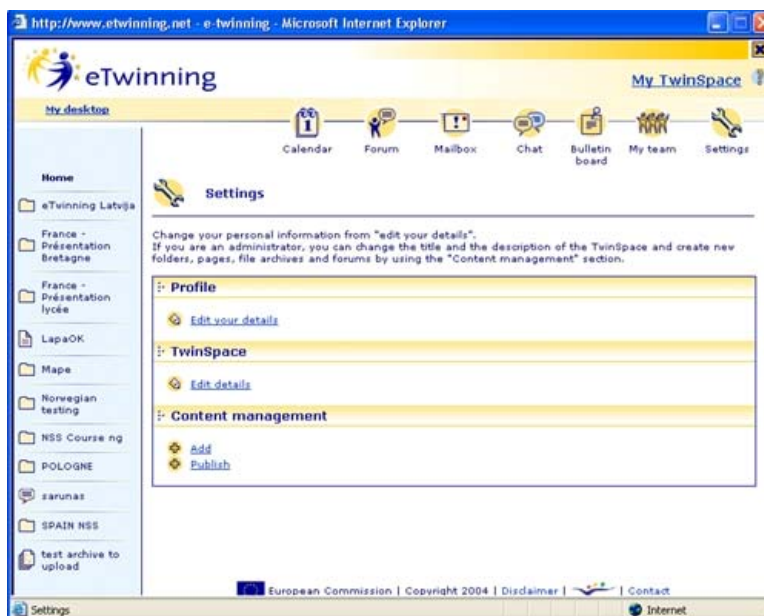 http://www.etwinning.net - e-twinning - Microsoft Internet Explorer
eTwinning
My TwinSpace
My desktop
Calendar
Forum
Mailbox
Chat
Bulletin
board
My team
Settings
Home
eTwinning Latvija
France -
Présentation
Bretagne
France -
Présentation
lycée
LapaOK
Mape
Norwegian
testing
NSS Course ng
POLOGNE
sarunas
SPAIN NSS
test archive to
upload
Settings
Change your personal information from "edit your details".
If you are an administrator, you can change the title and the description of the TwinSpace and create new
folders, pages, file archives and forums by using the "Content management" section.
Profile
Edit your details
TwinSpace
Edit details
Content management
Add
Publish
European Commission | Copyright 2004 | Disclaimer | | Contact
Settings
Internet